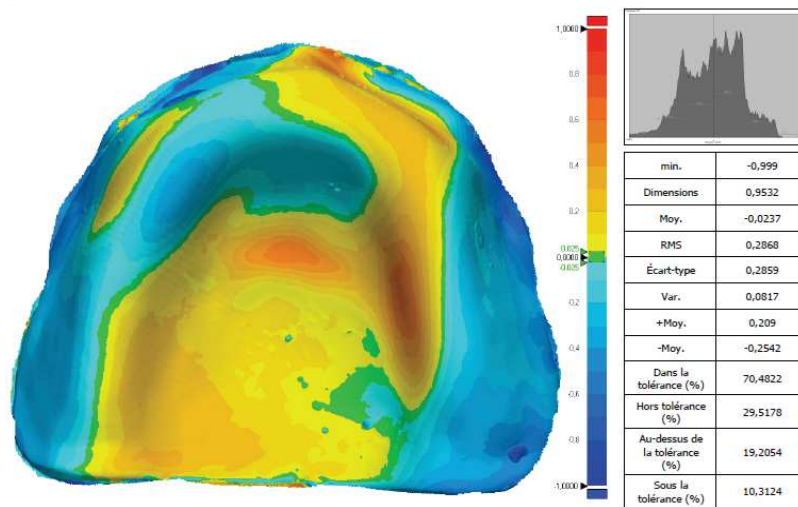 1,0000
0,8
0,6
0,4
0,2
0,025
0,0000
-0,025
-0,2
-0,4
-0,6
-0,8
-1,0000
min. -0,999
Dimensions 0,9532
Moy. -0,0237
RMS 0,2868
Écart-type 0,2859
Var. 0,0817
+Moy. 0,209
-Moy. -0,2542
Dans la
tolérance (%) 70,4822
Hors tolérance
(%) 29,5178
Au-dessus de
la tolérance
(%) 19,2054
Sous la
tolérance (%) 10,3124